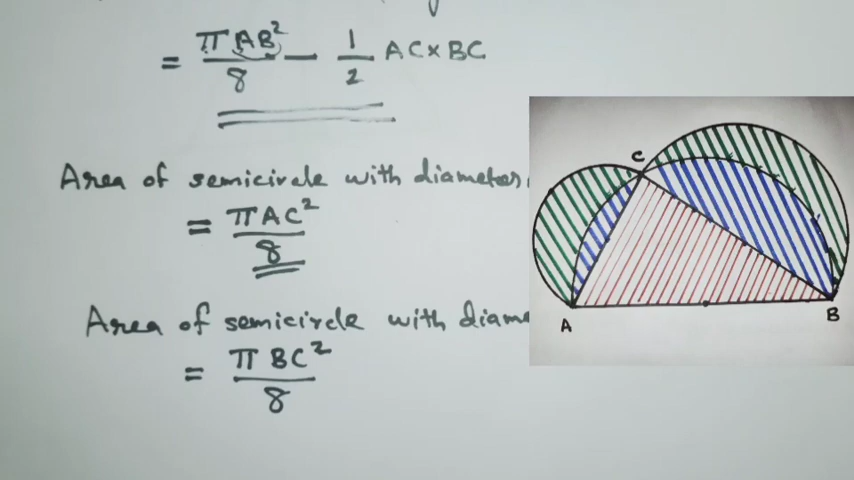 = πAB²/8 - 1/2 AC×BC
Area of semicircle with diameter
= πAC²/8
Area of semicircle with
= πBC²/8
C
A
B